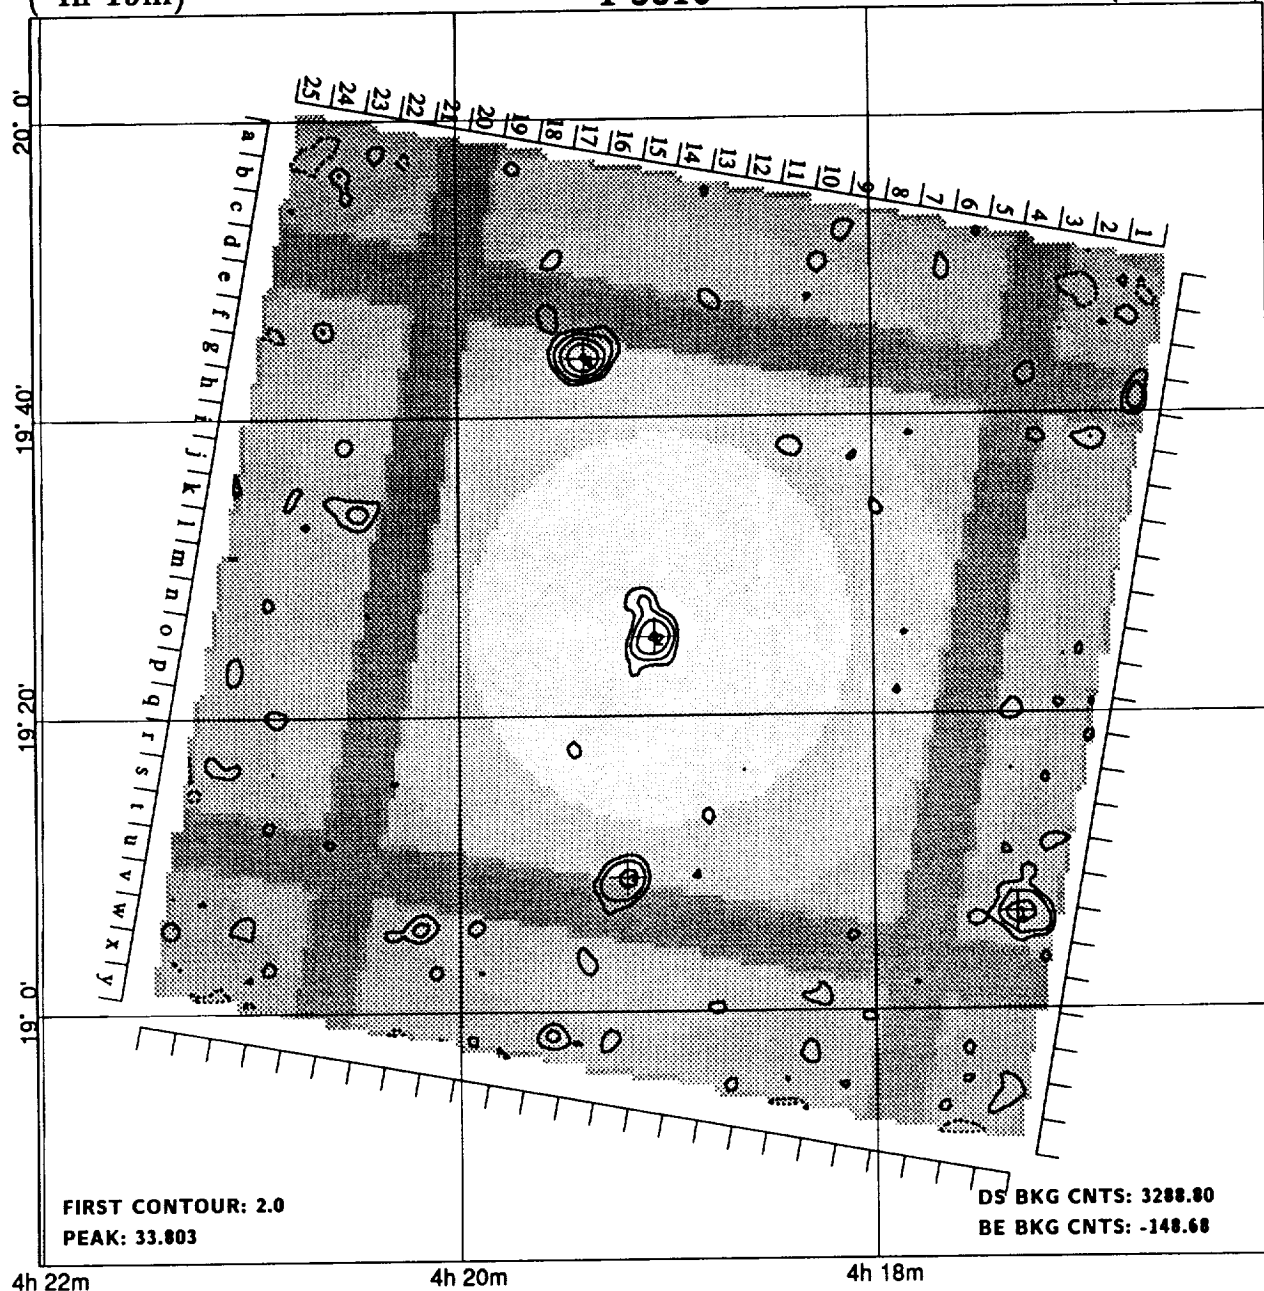 25 24 23 22 21 20 19 18 17 16 15 14 13 12 11 10 9 8 7 6 5 4 3 2 1
20° 0'
a b c d e f g h i j k l m n o p q r s t u v w x y
19° 40'
19° 20'
19° 0'
FIRST CONTOUR: 2.0
PEAK: 33.803
DS BKG CNTS: 3288.80
BE BKG CNTS: -148.68
4h 22m 4h 20m 4h 18m